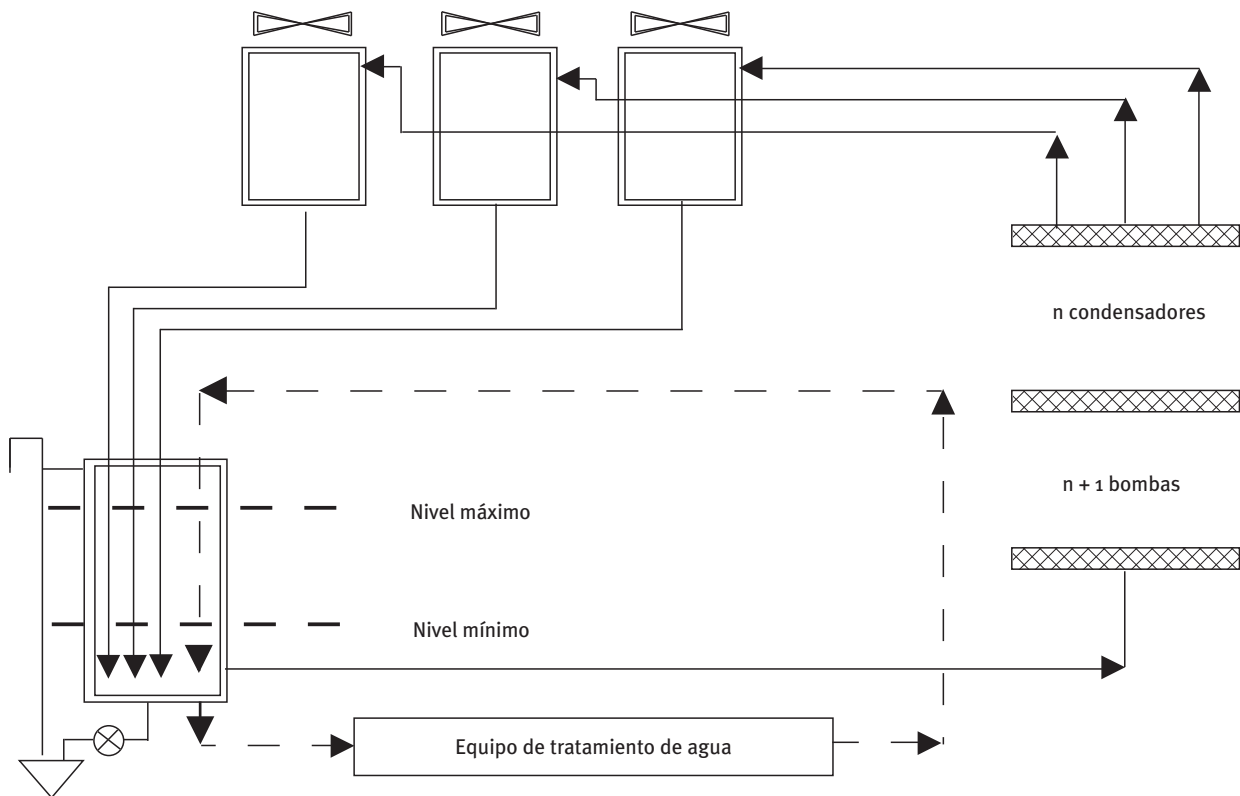 n condensadores
n + 1 bombas
Nivel máximo
Nivel mínimo
Equipo de tratamiento de agua